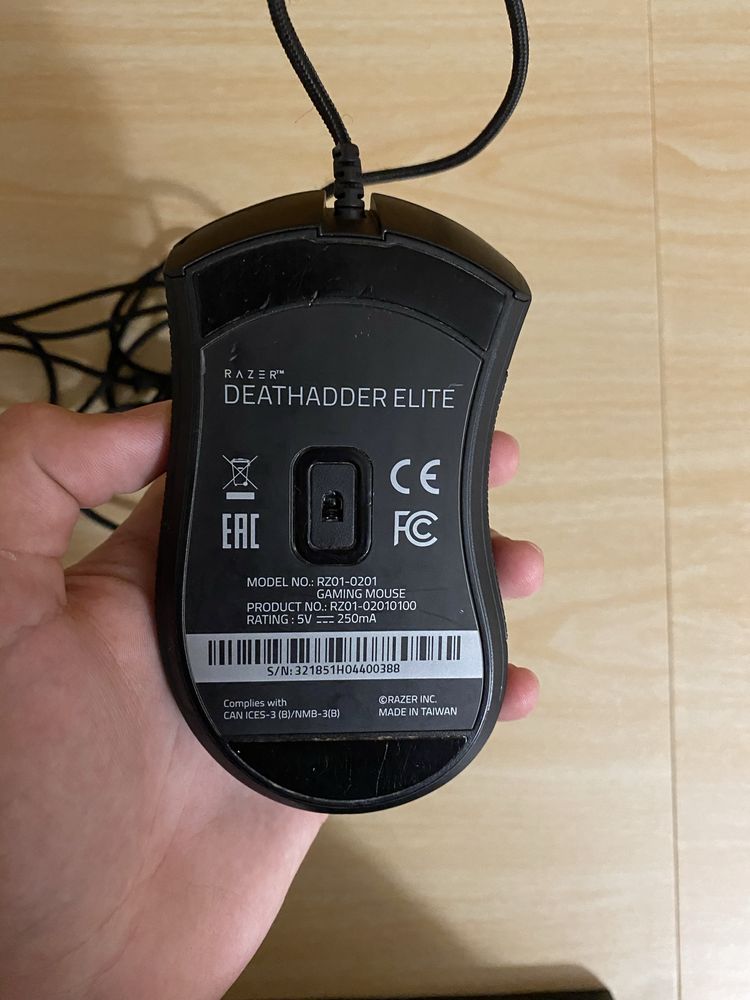 RAZER™
DEATHADDER ELITE
CE
EAC
FC
MODEL NO.: RZ01-0201
GAMING MOUSE
PRODUCT NO.: RZ01-02010100
RATING : 5V ⎓ 250mA
S/N: 321851H04400388
Complies with
CAN ICES-3 (B)/NMB-3(B)
©RAZER INC.
MADE IN TAIWAN